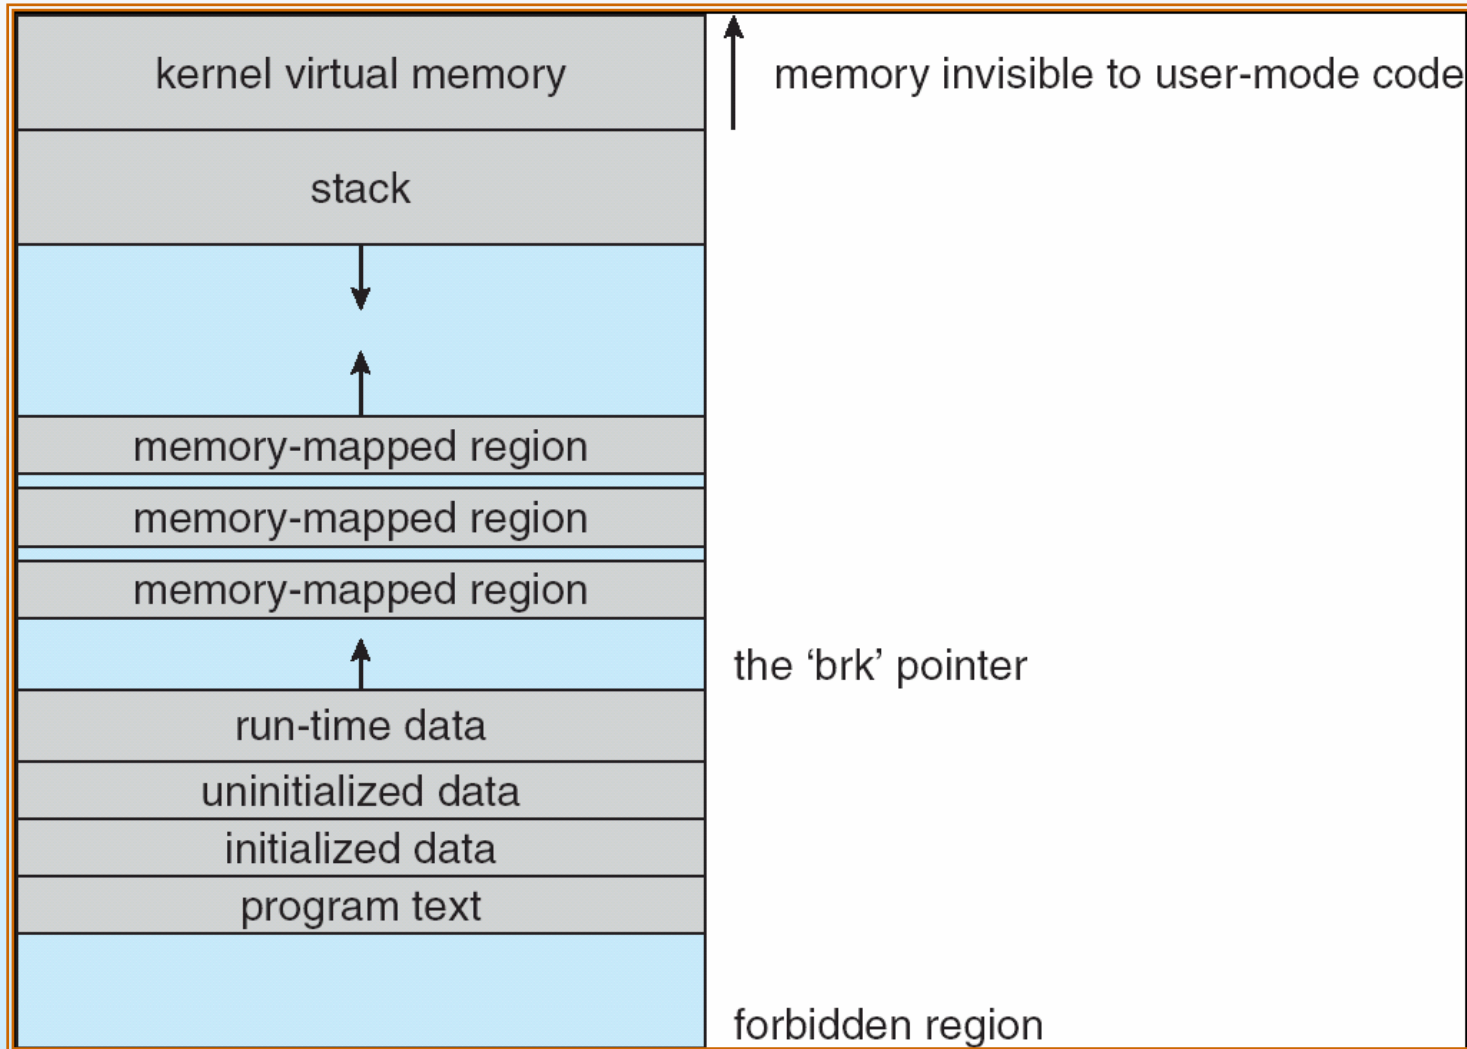 kernel virtual memory
memory invisible to user-mode code
stack
memory-mapped region
memory-mapped region
memory-mapped region
the ‘brk’ pointer
run-time data
uninitialized data
initialized data
program text
forbidden region